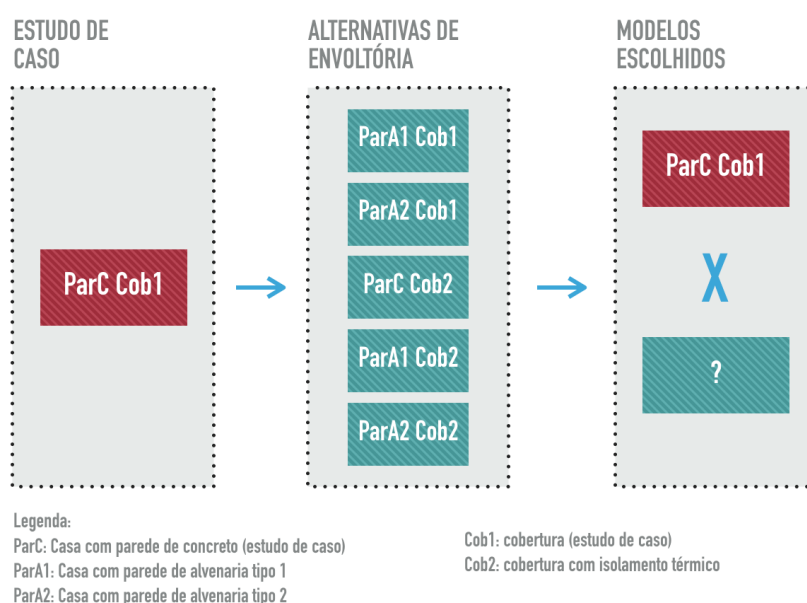 ESTUDO DE
CASO
ALTERNATIVAS DE
ENVOLTÓRIA
MODELOS
ESCOLHIDOS
ParC Cob1
ParA1 Cob1
ParA2 Cob1
ParC Cob2
ParA1 Cob2
ParA2 Cob2
ParC Cob1
X
?
Legenda:
ParC: Casa com parede de concreto (estudo de caso)
ParA1: Casa com parede de alvenaria tipo 1
ParA2: Casa com parede de alvenaria tipo 2
Cob1: cobertura (estudo de caso)
Cob2: cobertura com isolamento térmico